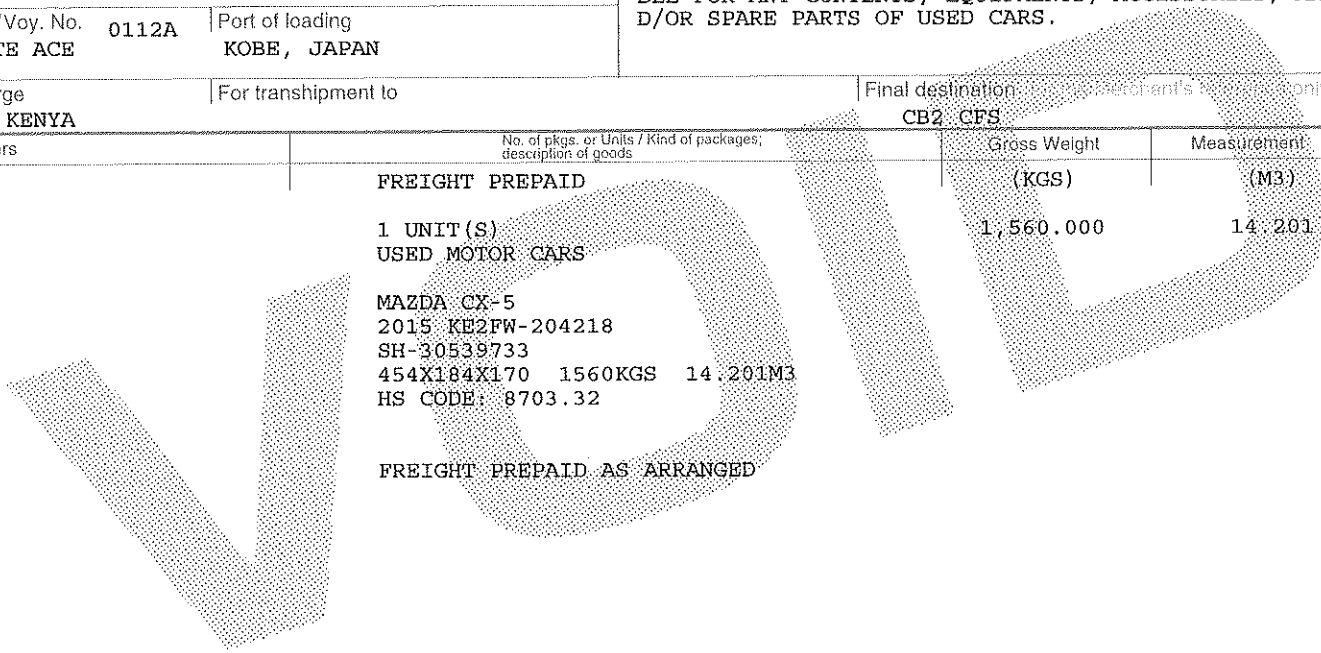 D/OR SPARE PARTS OF USED CARS.
Voy. No. 0112A Port of loading
ACE KOBE, JAPAN
For transhipment to Final destination
KENYA CB2 CFS
No. of pkgs. or Units / Kind of packages; description of goods Gross Weight Measurement
FREIGHT PREPAID (KGS) (M3)
1 UNIT(S) 1,560.000 14.201
USED MOTOR CARS
MAZDA CX-5
2015 KE2FW-204218
SH-30539733
454X184X170 1560KGS 14.201M3
HS CODE: 8703.32
FREIGHT PREPAID AS ARRANGED
VOID